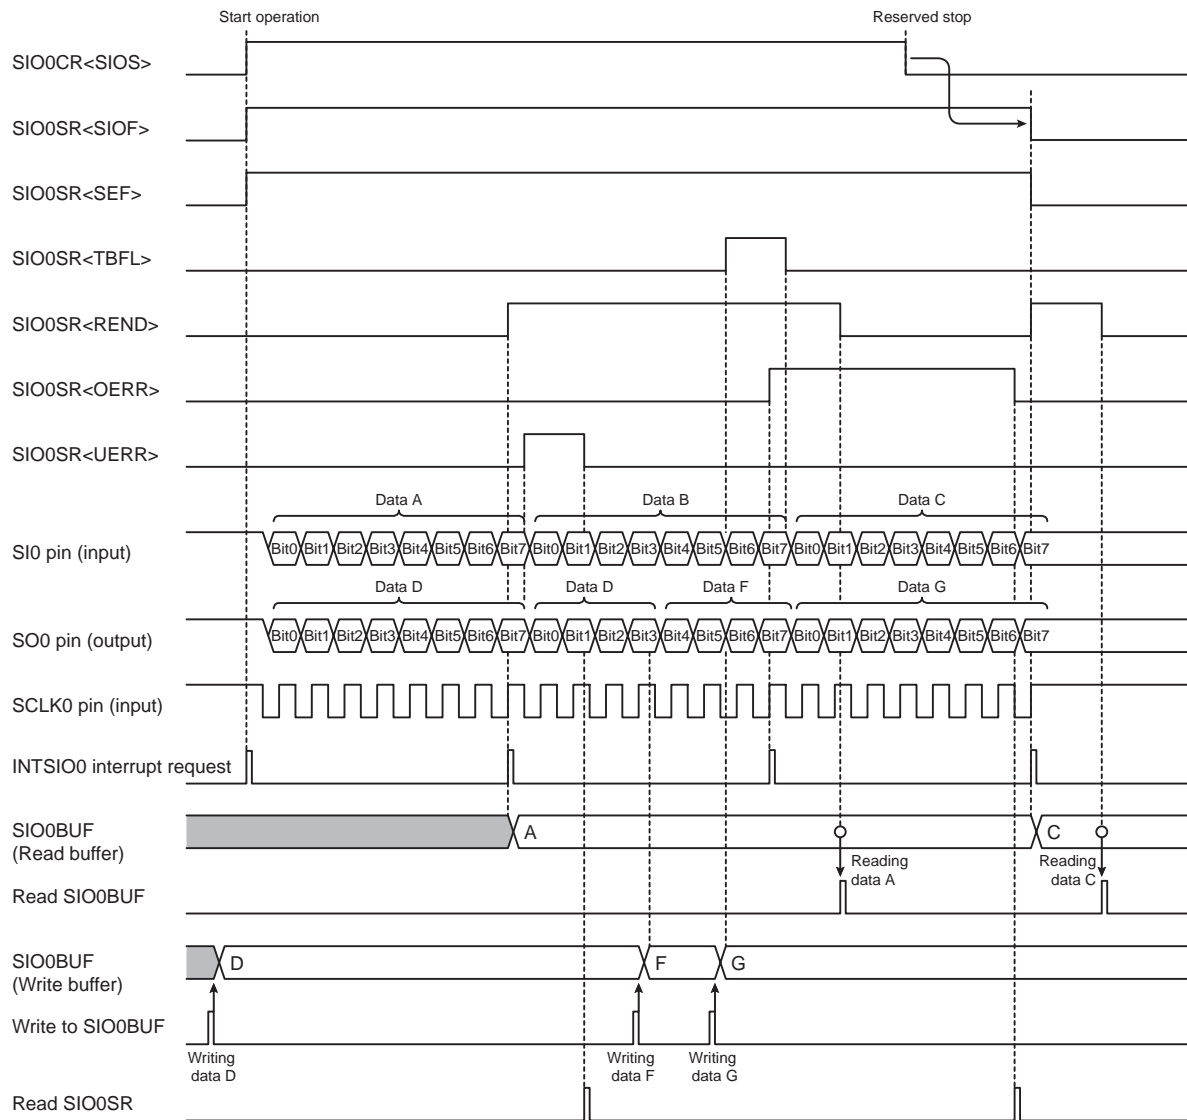 Start operation
Reserved stop
SIO0CR<SIOS>
SIO0SR<SIOF>
SIO0SR<SEF>
SIO0SR<TBFL>
SIO0SR<REND>
SIO0SR<OERR>
SIO0SR<UERR>
Data A Data B Data C
SI0 pin (input)
Bit0 Bit1 Bit2 Bit3 Bit4 Bit5 Bit6 Bit7 Bit0 Bit1 Bit2 Bit3 Bit4 Bit5 Bit6 Bit7 Bit0 Bit1 Bit2 Bit3 Bit4 Bit5 Bit6 Bit7
Data D Data D Data F Data G
SO0 pin (output)
Bit0 Bit1 Bit2 Bit3 Bit4 Bit5 Bit6 Bit7 Bit0 Bit1 Bit2 Bit3 Bit4 Bit5 Bit6 Bit7 Bit0 Bit1 Bit2 Bit3 Bit4 Bit5 Bit6 Bit7
SCLK0 pin (input)
INTSIO0 interrupt request
SIO0BUF
(Read buffer)
A
C
Reading
data A
Reading
data C
Read SIO0BUF
SIO0BUF
(Write buffer)
D
F
G
Write to SIO0BUF
Writing
data D
Writing
data F
Writing
data G
Read SIO0SR